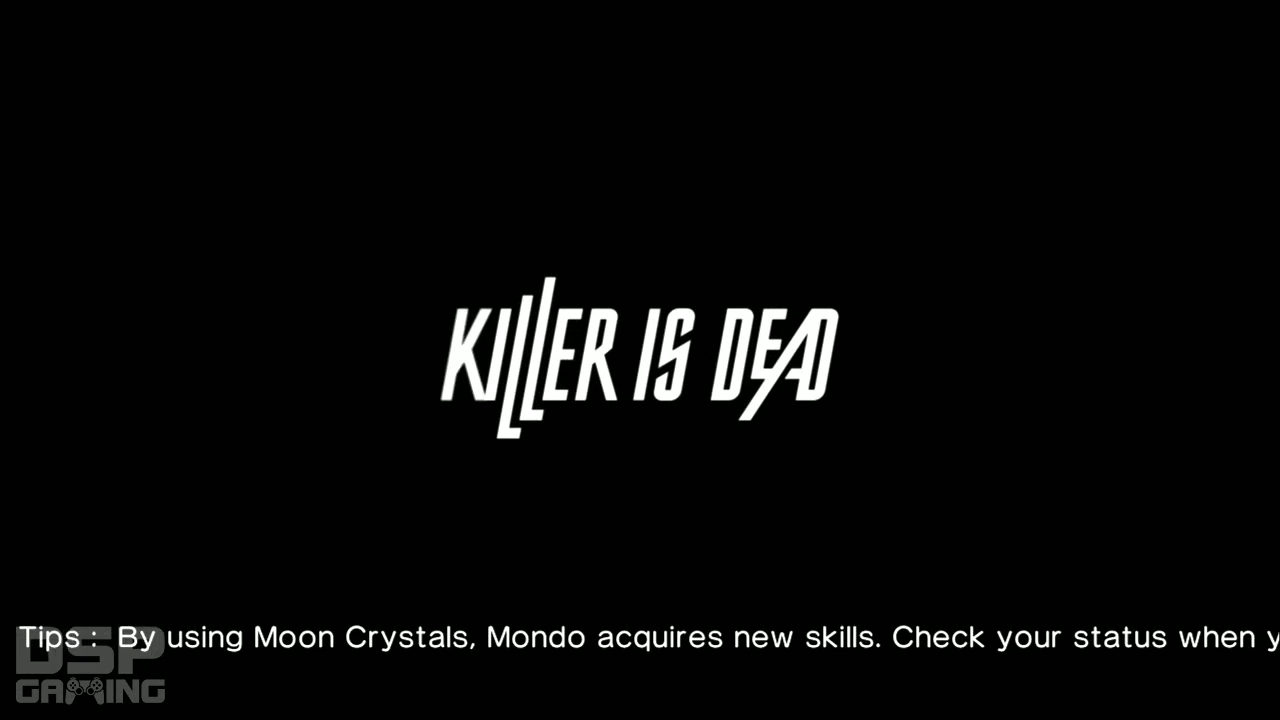 KILLER IS DEAD
Tips : By using Moon Crystals, Mondo acquires new skills. Check your status when y
DSP
GAMING